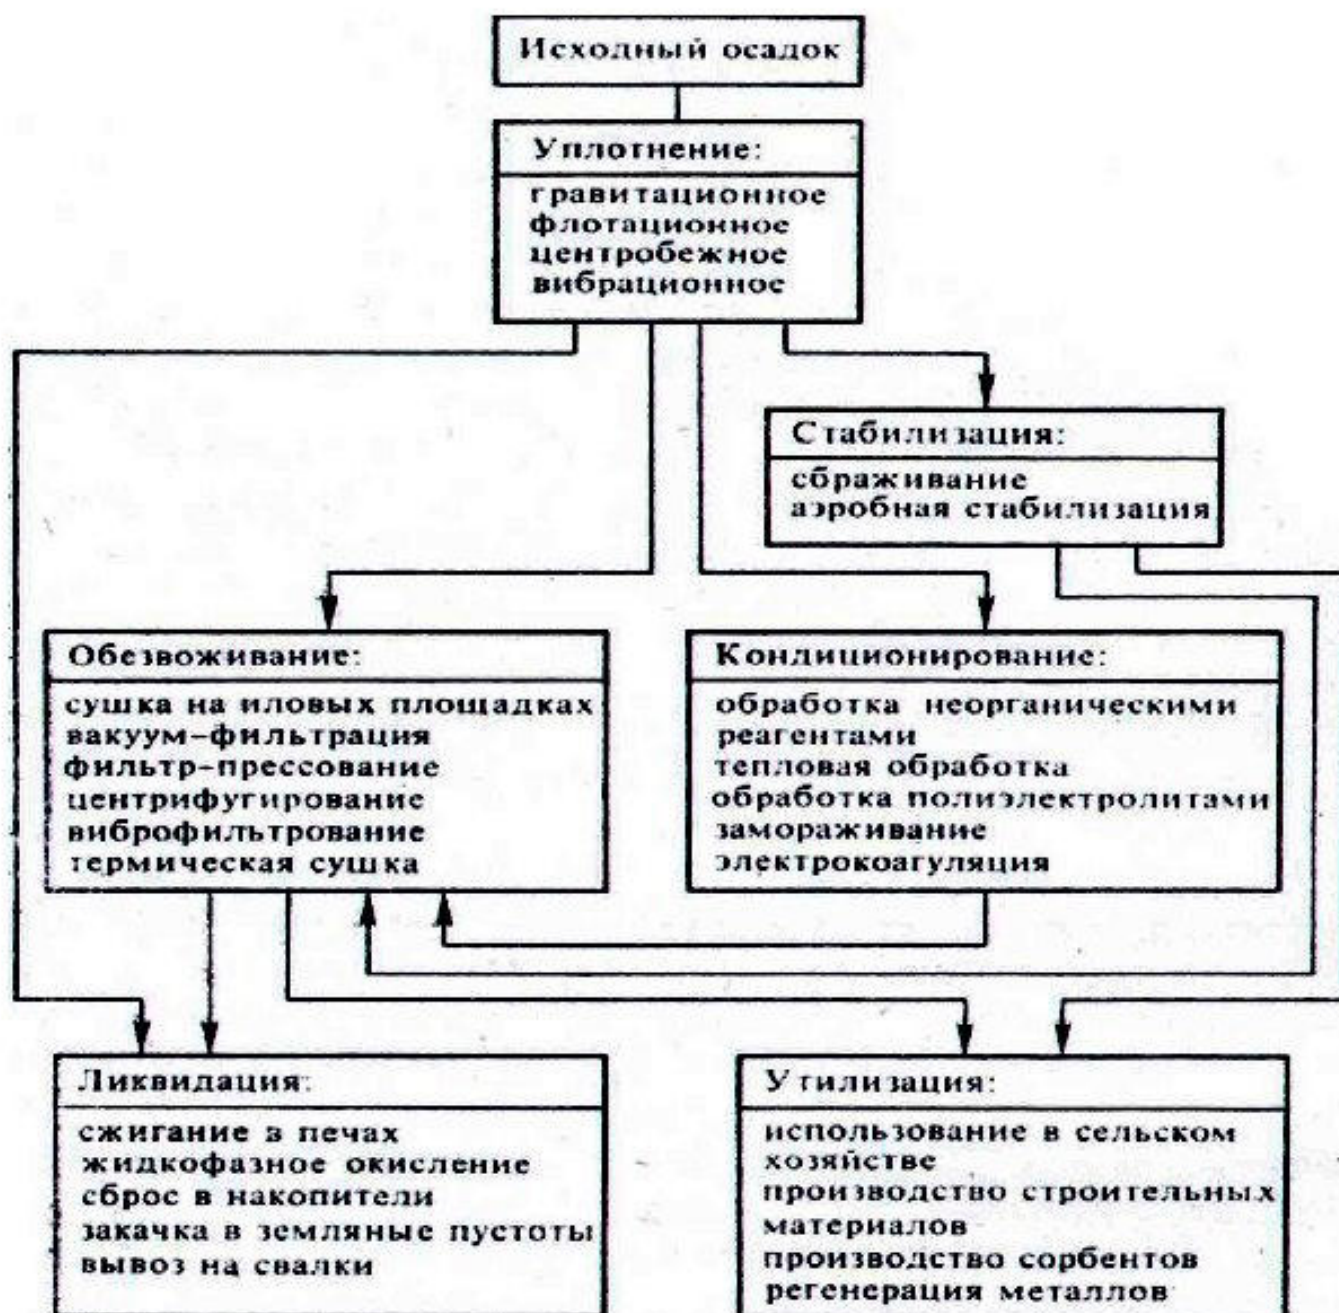 Исходный осадок
Уплотнение:
гравитационное
флотационное
центробежное
вибрационное
Стабилизация:
сбраживание
аэробная стабилизация
Обезвоживание:
сушка на иловых площадках
вакуум-фильтрация
фильтр-прессование
центрифугирование
виброфильтрование
термическая сушка
Кондиционирование:
обработка неорганическими
реагентами
тепловая обработка
обработка полиэлектролитами
замораживание
электрокоагуляция
Ликвидация:
сжигание в печах
жидкофазное окисление
сброс в накопители
закачка в земляные пустоты
вывоз на свалки
Утилизация:
использование в сельском
хозяйстве
производство строительных
материалов
производство сорбентов
регенерация металлов